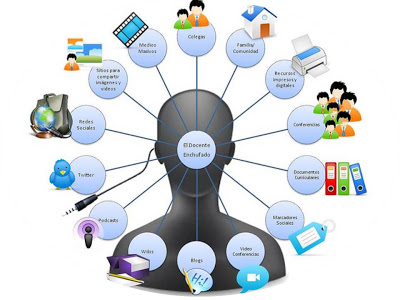 Colegas
Familia/
Comunidad
Recursos
impresos y
digitales
Conferencias
Documentos
Curriculares
Marcadores
Sociales
Video
Conferencias
Blogs
Wikis
Podcasts
Twitter
Redes
Sociales
Sitios para
compartir
imágenes y
videos
Medios
Masivos
El Docente
Enchufado